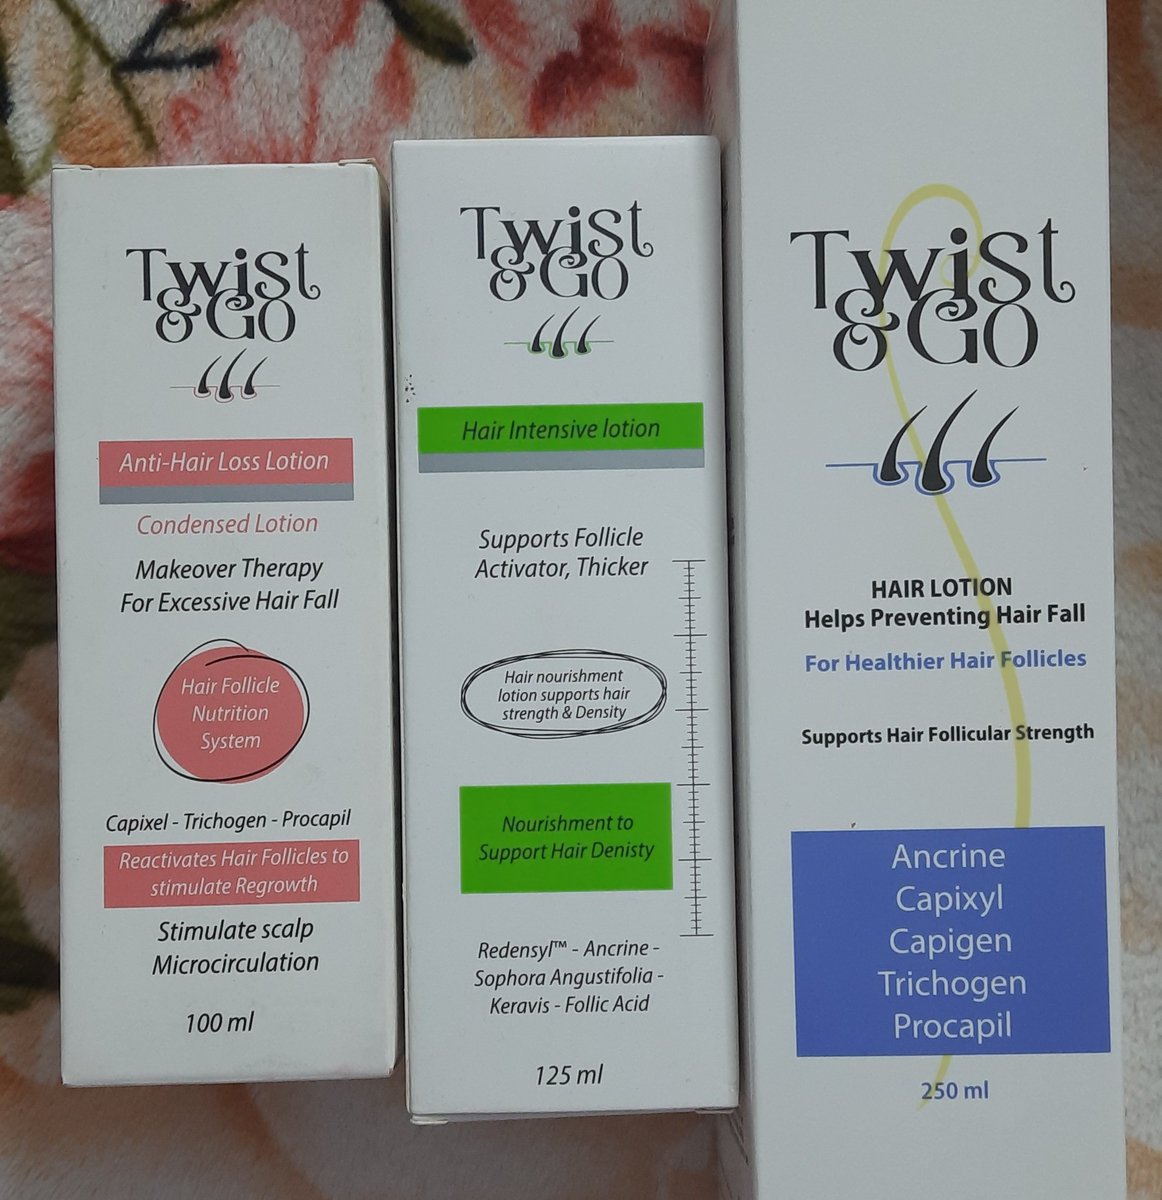 Twist
& Go
Anti-Hair Loss Lotion
Condensed Lotion
Makeover Therapy
For Excessive Hair Fall
Hair Follicle
Nutrition
System
Capixel - Trichogen - Procapil
Reactivates Hair Follicles to
stimulate Regrowth
Stimulate scalp
Microcirculation
100 ml
Twist
& Go
Hair Intensive lotion
Supports Follicle
Activator, Thicker
Hair nourishment
lotion supports hair
strength & Density
Nourishment to
Support Hair Denisty
Redensyl™ - Ancrine -
Sophora Angustifolia -
Keravis - Follic Acid
125 ml
Twist
& Go
HAIR LOTION
Helps Preventing Hair Fall
For Healthier Hair Follicles
Supports Hair Follicular Strength
Ancrine
Capixyl
Capigen
Trichogen
Procapil
250 ml